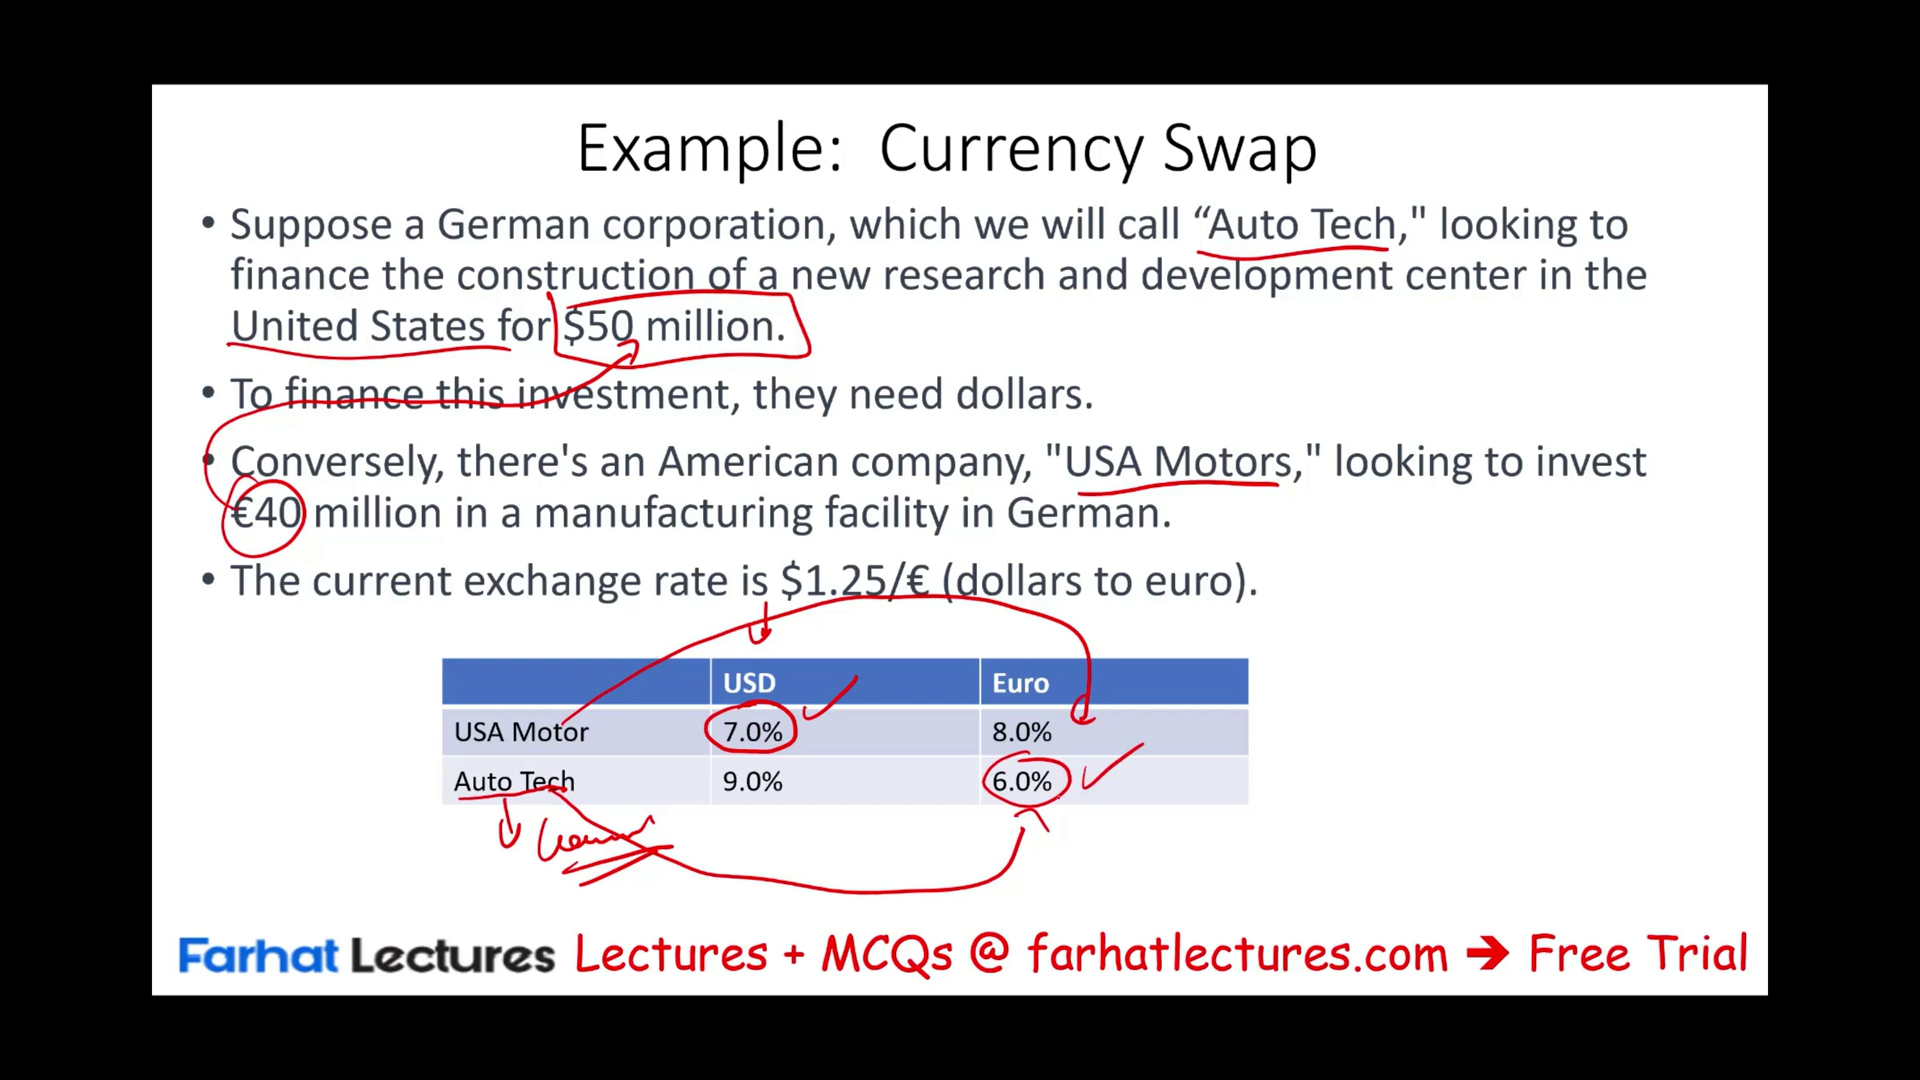 Example: Currency Swap
• Suppose a German corporation, which we will call “Auto Tech," looking to
finance the construction of a new research and development center in the
United States for $50 million.
• To finance this investment, they need dollars.
• Conversely, there's an American company, "USA Motors," looking to invest
€40 million in a manufacturing facility in German.
• The current exchange rate is $1.25/€ (dollars to euro).
USD Euro
USA Motor 7.0% 8.0%
Auto Tech 9.0% 6.0%
Farhat Lectures Lectures + MCQs @ farhatlectures.com ➔ Free Trial